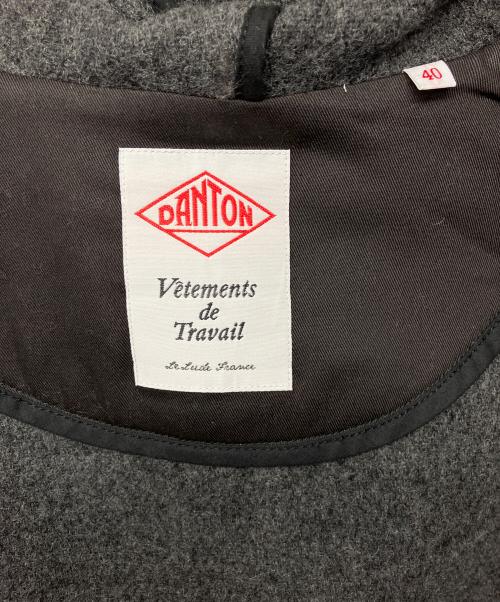 40
DANTON
Vêtements
de
Travail
Le Lude France